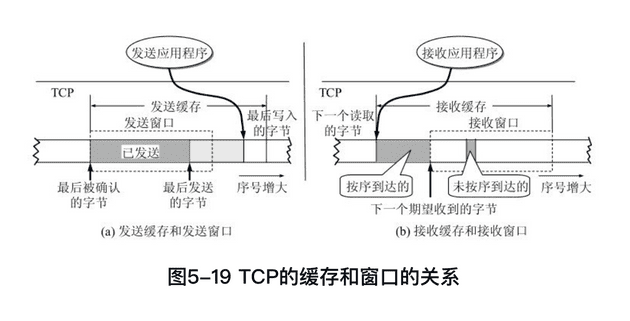 发送应用程序
TCP
发送缓存
发送窗口
最后写入
的字节
已发送
最后被确认
的字节
最后发送
的字节
序号增大
(a) 发送缓存和发送窗口
接收应用程序
TCP
下一个读取
的字节
接收缓存
接收窗口
按序到达的
未按序到达的
序号增大
下一个期望收到的字节
(b) 接收缓存和接收窗口
图5–19 TCP的缓存和窗口的关系